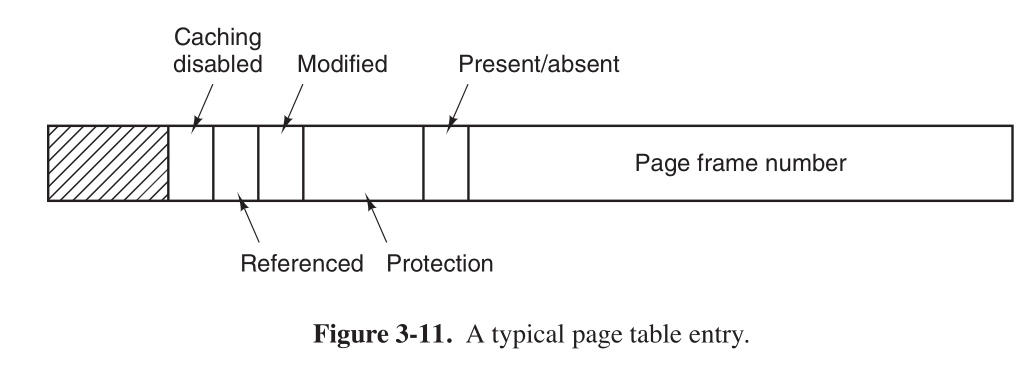 Caching
disabled
Modified
Present/absent
Page frame number
Referenced
Protection
Figure 3-11. A typical page table entry.